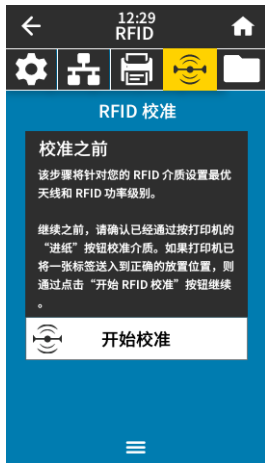 12:29
RFID
RFID 校准
校准之前
该步骤将针对您的 RFID 介质设置最优
天线和 RFID 功率级别。
继续之前，请确认已经通过按打印机的
“进纸”按钮校准介质。如果打印机已
将一张标签送入到正确的放置位置，则
通过点击“开始 RFID 校准”按钮继续
。
开始校准